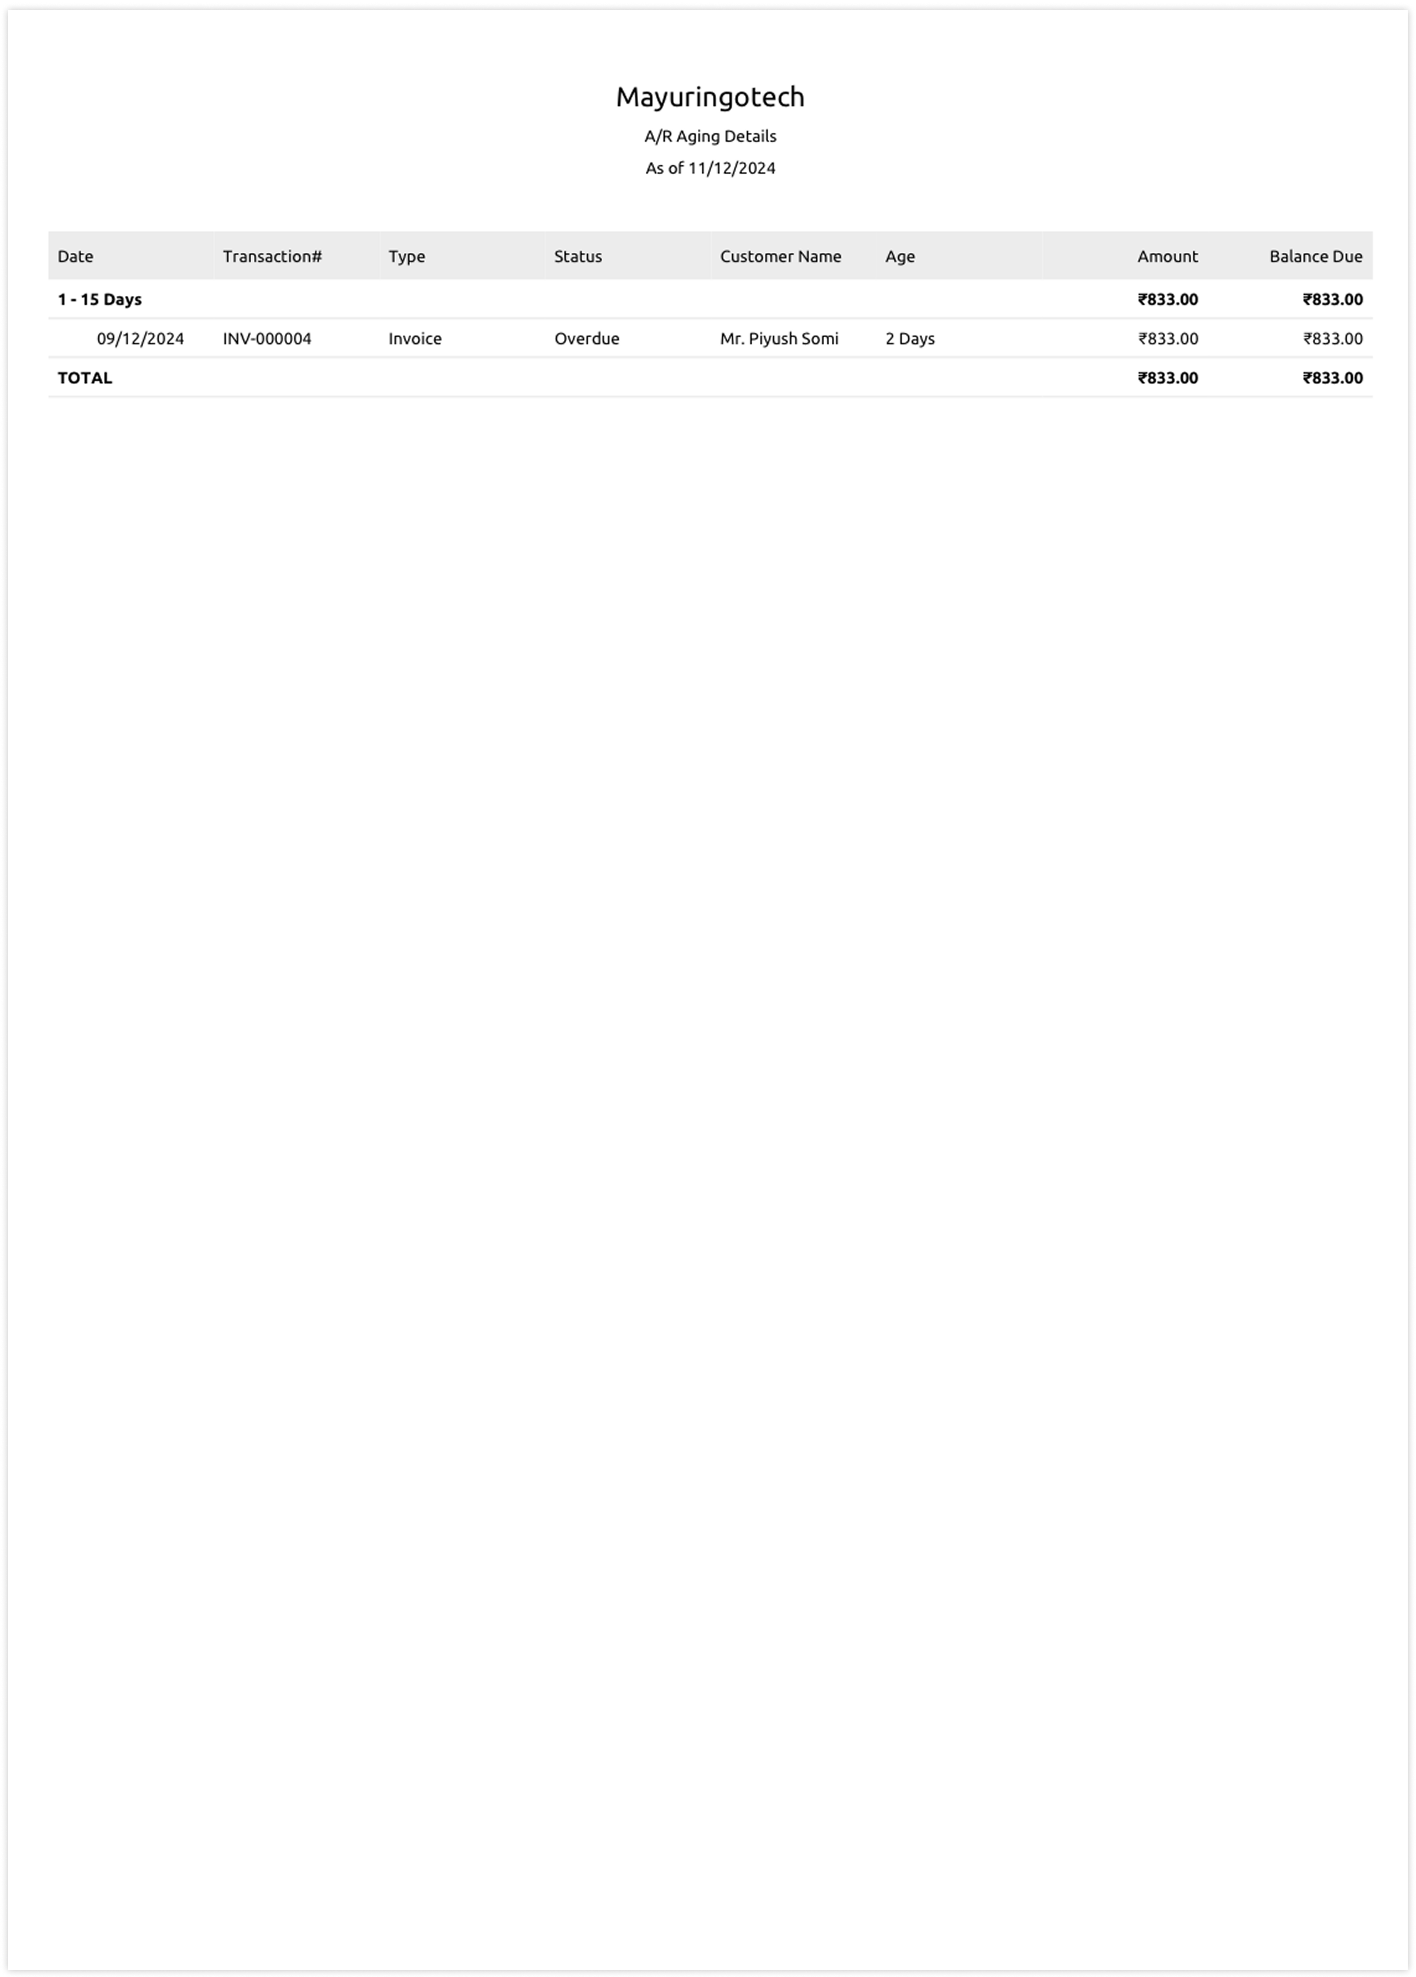 Mayuringotech
A/R Aging Details
As of 11/12/2024
Date Transaction# Type Status Customer Name Age Amount Balance Due
1 - 15 Days ₹833.00 ₹833.00
09/12/2024 INV-000004 Invoice Overdue Mr. Piyush Somi 2 Days ₹833.00 ₹833.00
TOTAL ₹833.00 ₹833.00